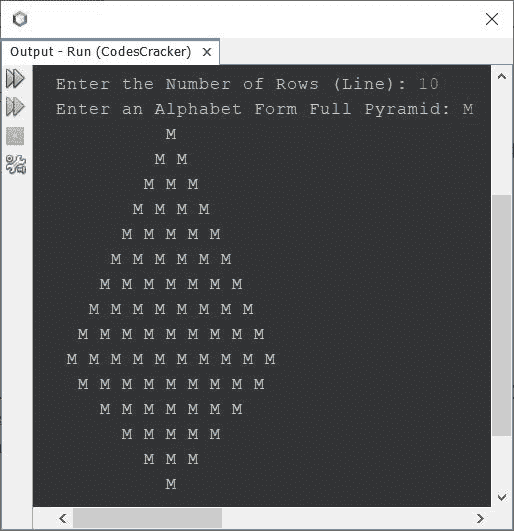 Output - Run (CodesCracker) ×
Enter the Number of Rows (Line): 10
Enter an Alphabet Form Full Pyramid: M
M
M M
M M M
M M M M
M M M M M
M M M M M M
M M M M M M M
M M M M M M M M
M M M M M M M M M
M M M M M M M M M M
M M M M M M M M M
M M M M M M M
M M M M M
M M M
M